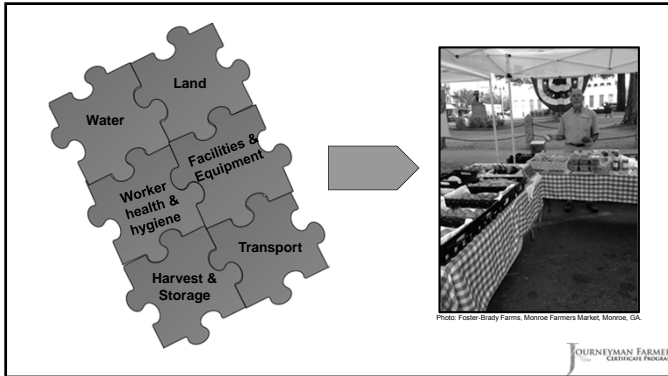 Land
Water
Facilities &
Equipment
Worker
health &
hygiene
Transport
Harvest &
Storage
Photo: Foster-Brady Farms, Monroe Farmers Market, Monroe, GA.
JOURNEYMAN FARMER
CERTIFICATE PROGRAM